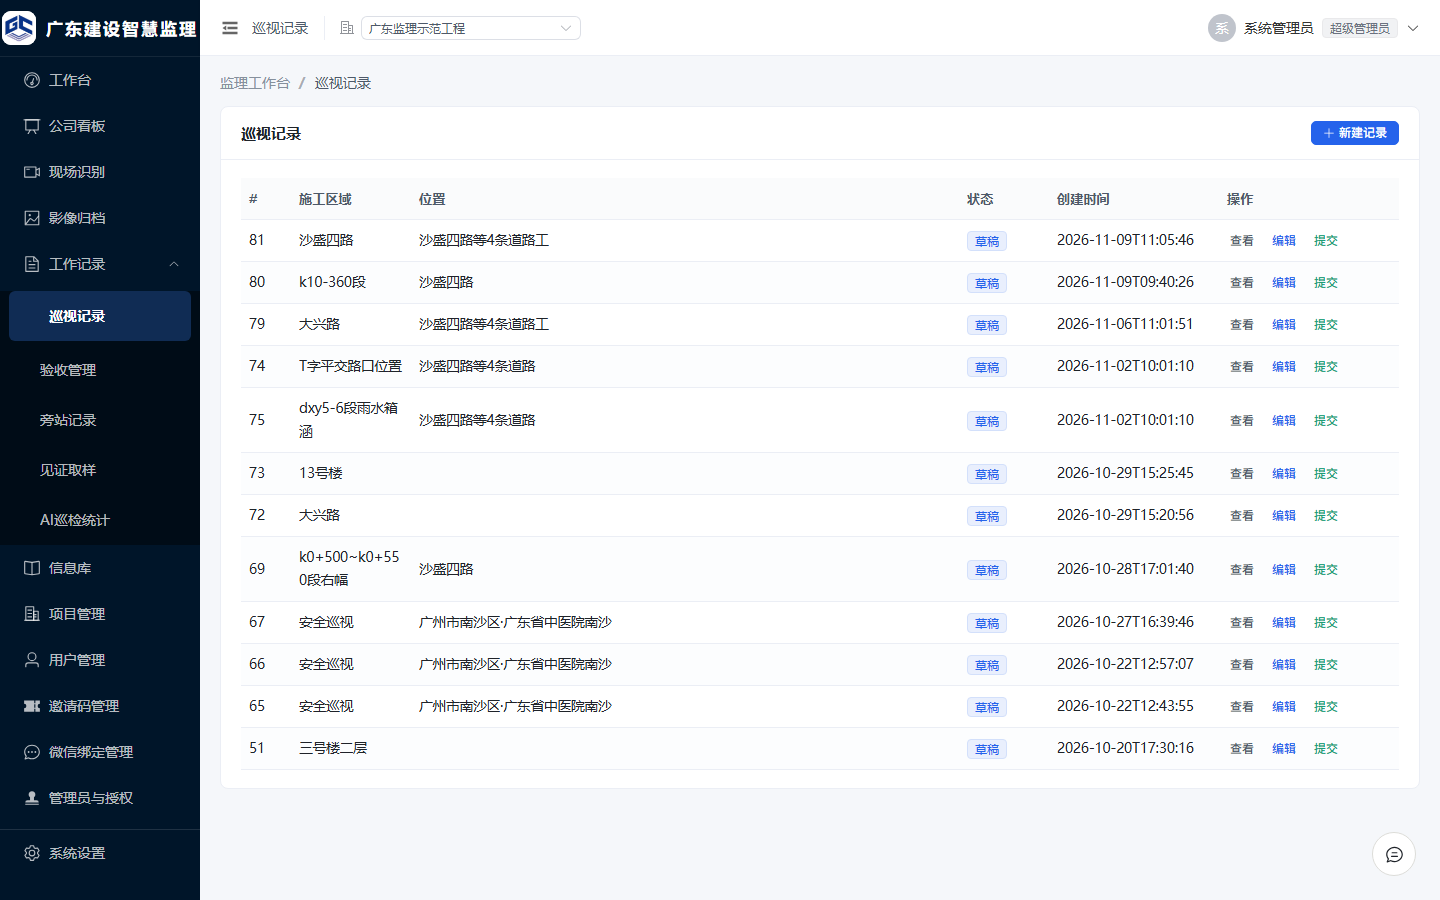 广东建设智慧监理
工作台
公司看板
现场识别
影像归档
工作记录
巡视记录
验收管理
旁站记录
见证取样
AI巡检统计
信息库
项目管理
用户管理
邀请码管理
微信绑定管理
管理员与授权
系统设置
巡视记录 广东监理示范工程 系 系统管理员 超级管理员
监理工作台 / 巡视记录
巡视记录 新建记录
# 施工区域 位置 状态 创建时间 操作
81 沙盛四路 沙盛四路等4条道路工 草稿 2026-11-09T11:05:46 查看 编辑 提交
80 k10-360段 沙盛四路 草稿 2026-11-09T09:40:26 查看 编辑 提交
79 大兴路 沙盛四路等4条道路工 草稿 2026-11-06T11:01:51 查看 编辑 提交
74 T字平交路口位置 沙盛四路等4条道路 草稿 2026-11-02T10:01:10 查看 编辑 提交
75 dxy5-6段雨水箱
涵 沙盛四路等4条道路 草稿 2026-11-02T10:01:10 查看 编辑 提交
73 13号楼 草稿 2026-10-29T15:25:45 查看 编辑 提交
72 大兴路 草稿 2026-10-29T15:20:56 查看 编辑 提交
69 k0+500~k0+55
0段右幅 沙盛四路 草稿 2026-10-28T17:01:40 查看 编辑 提交
67 安全巡视 广州市南沙区·广东省中医院南沙 草稿 2026-10-27T16:39:46 查看 编辑 提交
66 安全巡视 广州市南沙区·广东省中医院南沙 草稿 2026-10-22T12:57:07 查看 编辑 提交
65 安全巡视 广州市南沙区·广东省中医院南沙 草稿 2026-10-22T12:43:55 查看 编辑 提交
51 三号楼二层 草稿 2026-10-20T17:30:16 查看 编辑 提交